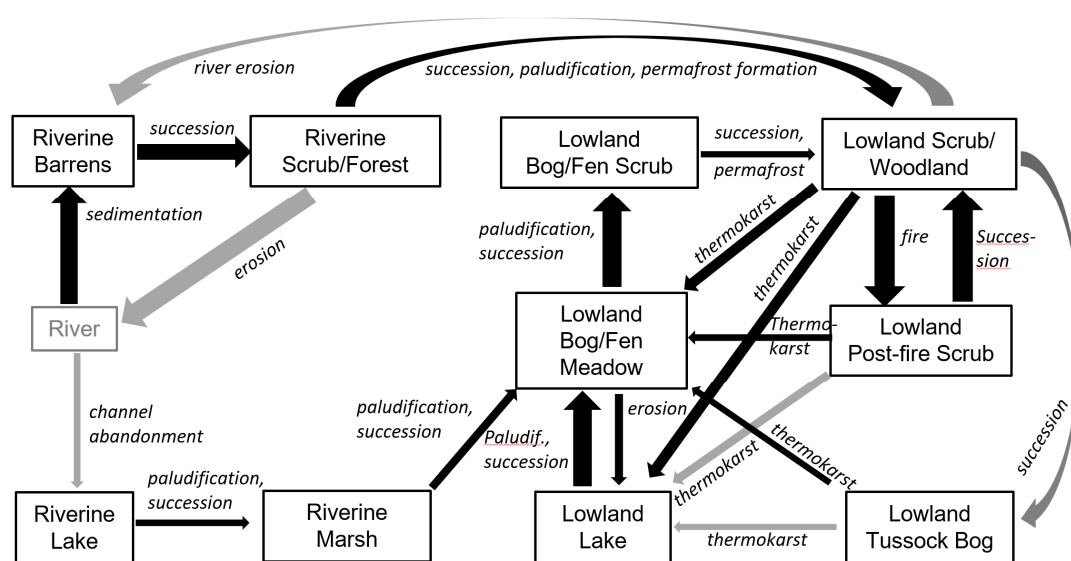 river erosion
succession, paludification, permafrost formation
Riverine
Barrens
succession
Riverine
Scrub/Forest
Lowland
Bog/Fen Scrub
succession,
permafrost
Lowland Scrub/
Woodland
sedimentation
erosion
paludification,
succession
thermokarst
thermokarst
fire
Succes-
sion
River
Lowland
Bog/Fen
Meadow
Thermo-
karst
Lowland
Post-fire Scrub
channel
abandonment
paludification,
succession
Paludif.,
succession
erosion
thermokarst
thermokarst
succession
paludification,
succession
Riverine
Lake
Riverine
Marsh
Lowland
Lake
thermokarst
Lowland
Tussock Bog